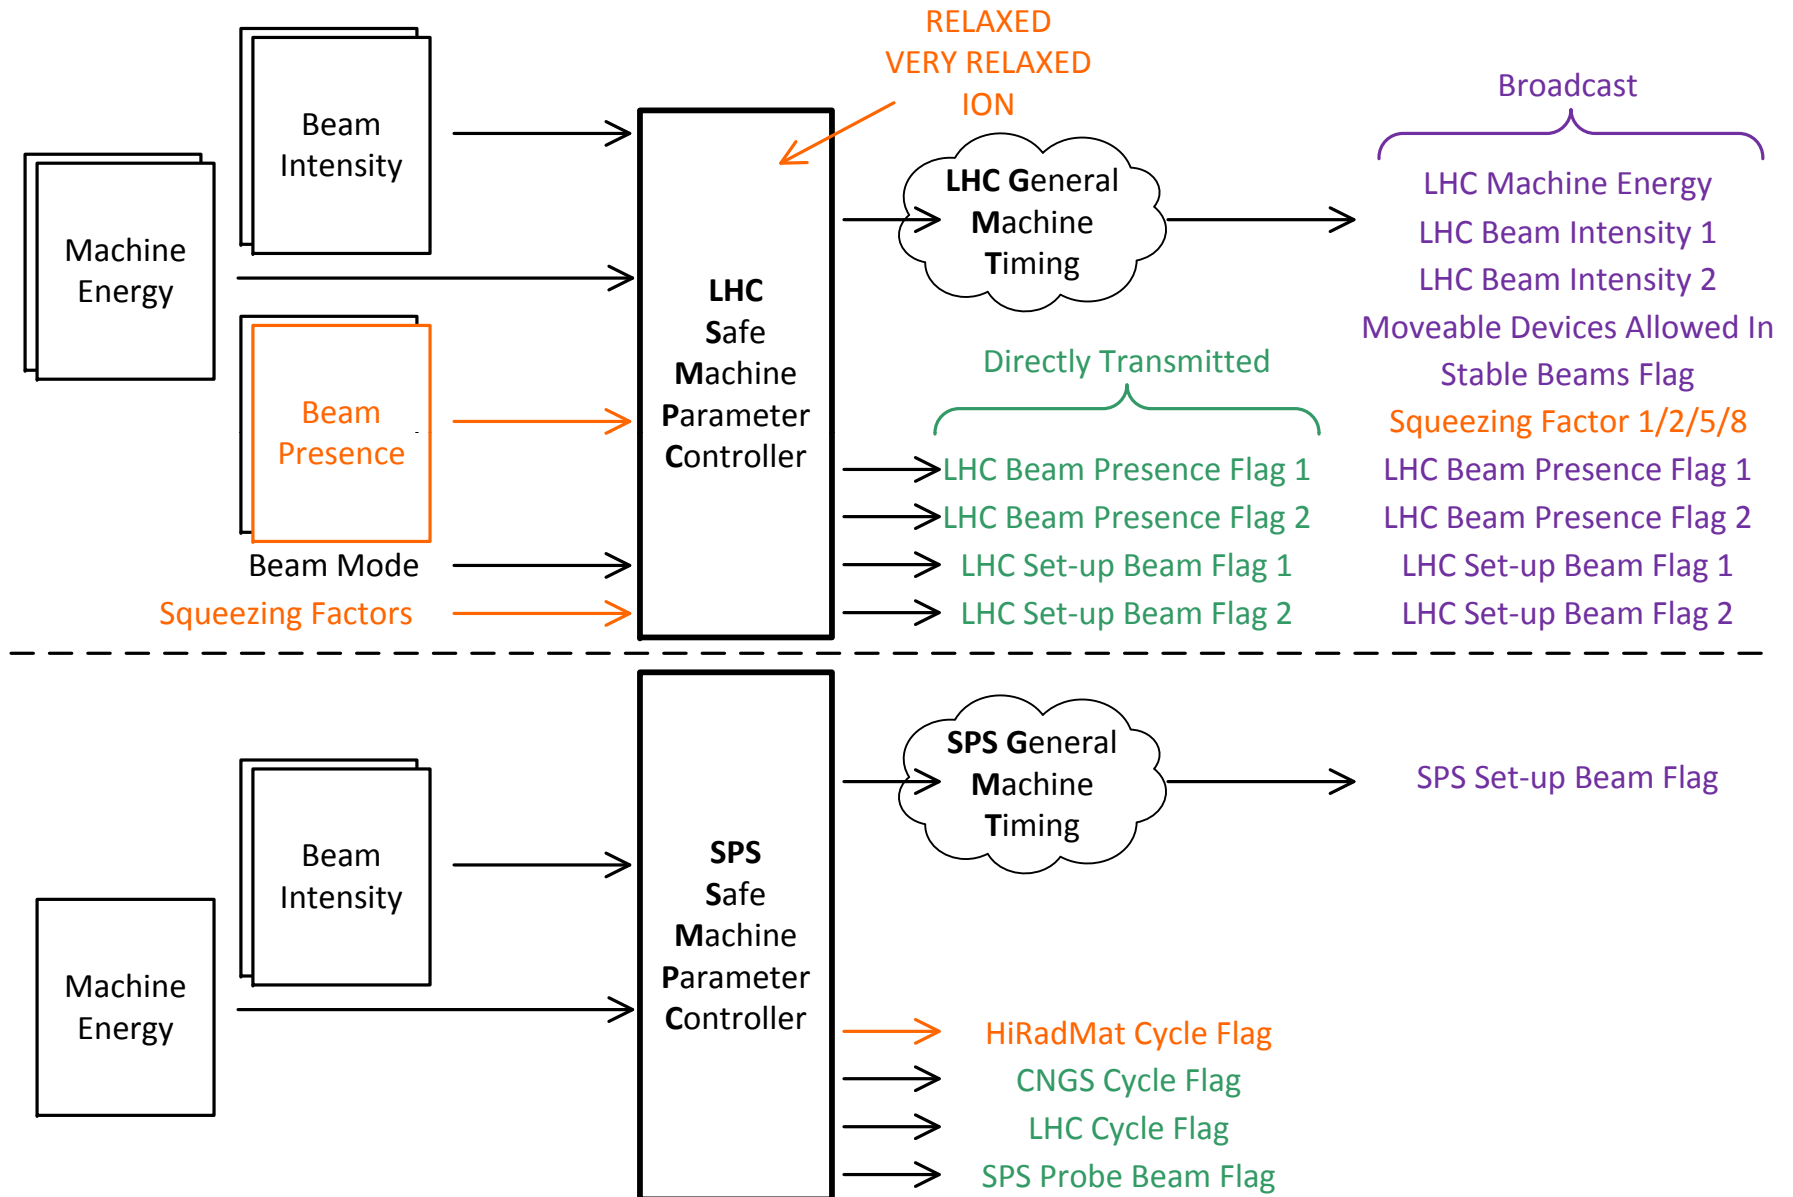 RELAXED
VERY RELAXED
ION
Beam
Intensity
Machine
Energy
Beam
Presence
Beam Mode
Squeezing Factors
LHC
Safe
Machine
Parameter
Controller
LHC General
Machine
Timing
Directly Transmitted
LHC Beam Presence Flag 1
LHC Beam Presence Flag 2
LHC Set-up Beam Flag 1
LHC Set-up Beam Flag 2
Broadcast
LHC Machine Energy
LHC Beam Intensity 1
LHC Beam Intensity 2
Moveable Devices Allowed In
Stable Beams Flag
Squeezing Factor 1/2/5/8
LHC Beam Presence Flag 1
LHC Beam Presence Flag 2
LHC Set-up Beam Flag 1
LHC Set-up Beam Flag 2
Beam
Intensity
Machine
Energy
SPS
Safe
Machine
Parameter
Controller
SPS General
Machine
Timing
SPS Set-up Beam Flag
HiRadMat Cycle Flag
CNGS Cycle Flag
LHC Cycle Flag
SPS Probe Beam Flag